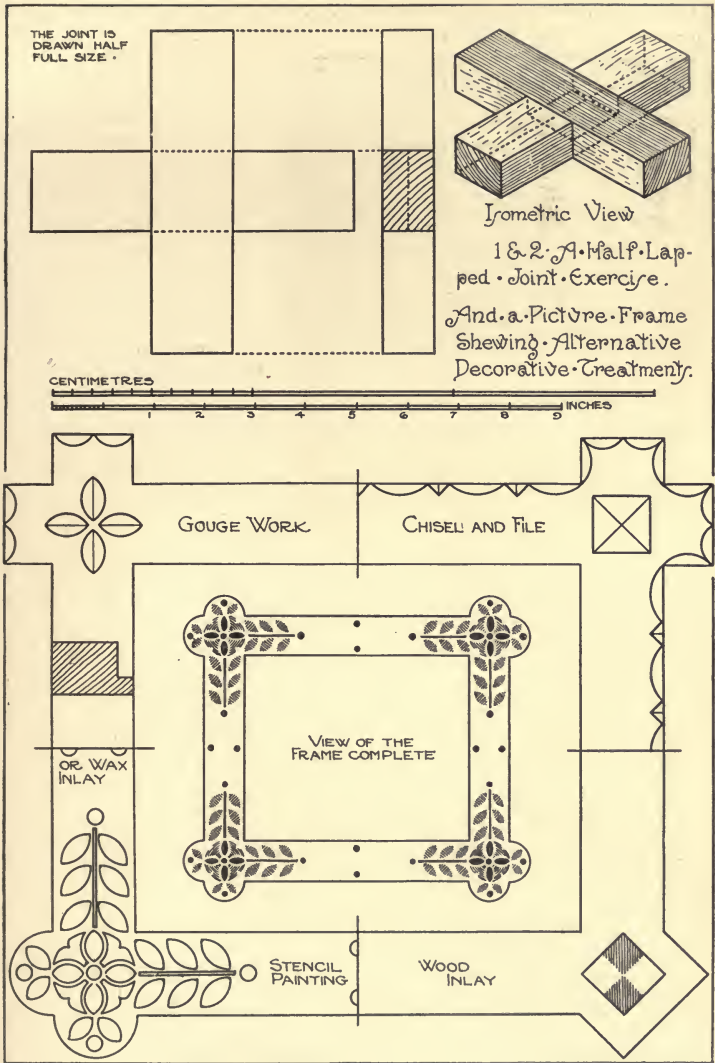 THE JOINT IS
DRAWN HALF
FULL SIZE ·
Isometric View
1 & 2 · A · Half · Lap-
ped · Joint · Exercise .
And · a · Picture · Frame
Shewing · Alternative
Decorative · Treatments.
CENTIMETRES
1 2 3 4 5 6 7 8 9 INCHES
GOUGE WORK
CHISEL AND FILE
VIEW OF THE
FRAME COMPLETE
OR WAX
INLAY
STENCIL
PAINTING
WOOD
INLAY